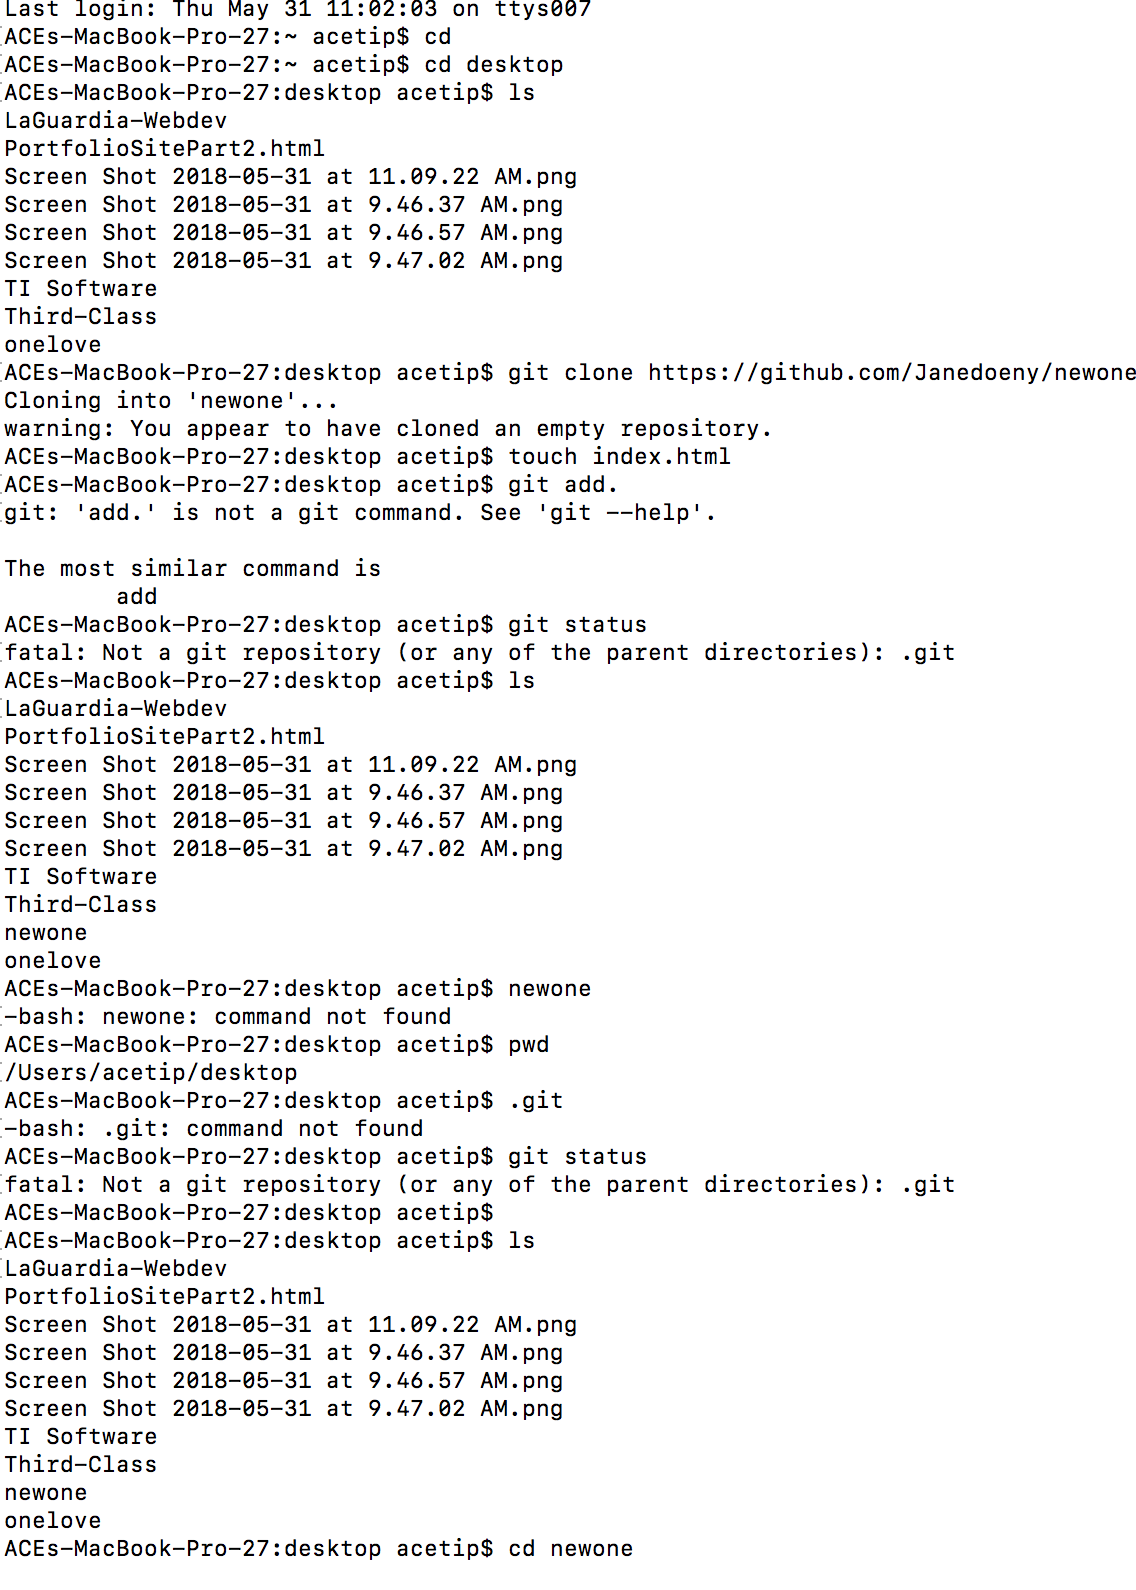 Last login: Thu May 31 11:02:03 on ttys007
[ACEs-MacBook-Pro-27:~ acetip$ cd
[ACEs-MacBook-Pro-27:~ acetip$ cd desktop
[ACEs-MacBook-Pro-27:desktop acetip$ ls
LaGuardia-Webdev
PortfolioSitePart2.html
Screen Shot 2018-05-31 at 11.09.22 AM.png
Screen Shot 2018-05-31 at 9.46.37 AM.png
Screen Shot 2018-05-31 at 9.46.57 AM.png
Screen Shot 2018-05-31 at 9.47.02 AM.png
TI Software
Third-Class
onelove
[ACEs-MacBook-Pro-27:desktop acetip$ git clone https://github.com/Janedoeny/newone
Cloning into 'newone'...
warning: You appear to have cloned an empty repository.
ACEs-MacBook-Pro-27:desktop acetip$ touch index.html
[ACEs-MacBook-Pro-27:desktop acetip$ git add.
[git: 'add.' is not a git command. See 'git --help'.

The most similar command is
        add
ACEs-MacBook-Pro-27:desktop acetip$ git status
[fatal: Not a git repository (or any of the parent directories): .git
ACEs-MacBook-Pro-27:desktop acetip$ ls
[LaGuardia-Webdev
PortfolioSitePart2.html
Screen Shot 2018-05-31 at 11.09.22 AM.png
Screen Shot 2018-05-31 at 9.46.37 AM.png
Screen Shot 2018-05-31 at 9.46.57 AM.png
Screen Shot 2018-05-31 at 9.47.02 AM.png
TI Software
Third-Class
newone
onelove
ACEs-MacBook-Pro-27:desktop acetip$ newone
[-bash: newone: command not found
ACEs-MacBook-Pro-27:desktop acetip$ pwd
[/Users/acetip/desktop
ACEs-MacBook-Pro-27:desktop acetip$ .git
[-bash: .git: command not found
ACEs-MacBook-Pro-27:desktop acetip$ git status
[fatal: Not a git repository (or any of the parent directories): .git
ACEs-MacBook-Pro-27:desktop acetip$
[ACEs-MacBook-Pro-27:desktop acetip$ ls
[LaGuardia-Webdev
PortfolioSitePart2.html
Screen Shot 2018-05-31 at 11.09.22 AM.png
Screen Shot 2018-05-31 at 9.46.37 AM.png
Screen Shot 2018-05-31 at 9.46.57 AM.png
Screen Shot 2018-05-31 at 9.47.02 AM.png
TI Software
Third-Class
newone
onelove
ACEs-MacBook-Pro-27:desktop acetip$ cd newone